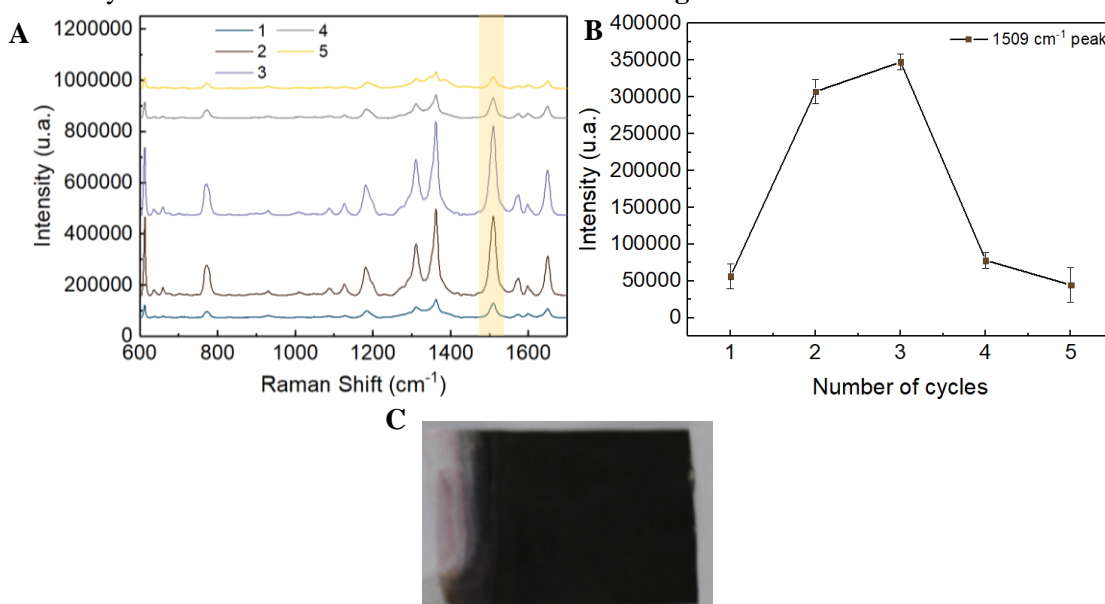 A
1200000
1000000
800000
600000
400000
200000
0
Intensity (u.a.)
1 4
2 5
3
600 800 1000 1200 1400 1600
Raman Shift (cm⁻¹)
B
400000
350000
300000
250000
200000
150000
100000
50000
0
Intensity (u.a.)
1509 cm⁻¹ peak
1 2 3 4 5
Number of cycles
C